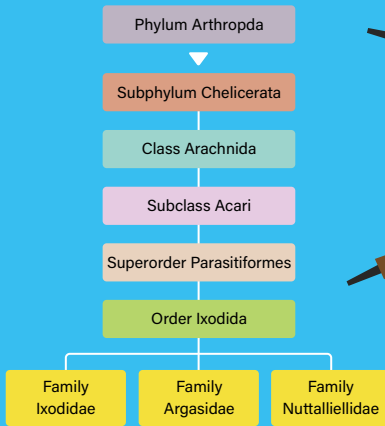 Phylum Arthropda
Subphylum Chelicerata
Class Arachnida
Subclass Acari
Superorder Parasitiformes
Order Ixodida
Family
Ixodidae
Family
Argasidae
Family
Nuttalliellidae